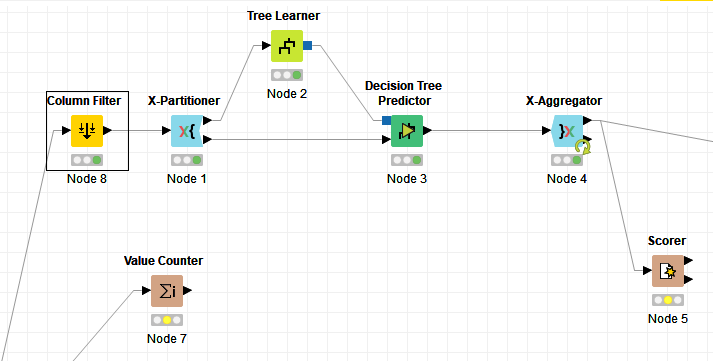 Tree Learner
Node 2
Column Filter
Node 8
X-Partitioner
X{
Node 1
Decision Tree
Predictor
Node 3
X-Aggregator
}X
Node 4
Scorer
Node 5
Value Counter
Σi
Node 7